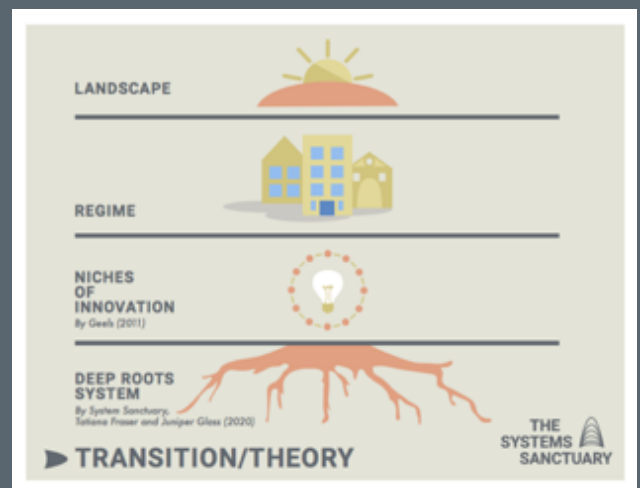 LANDSCAPE
REGIME
NICHES
OF
INNOVATION
By Geels (2011)
DEEP ROOTS
SYSTEM
By System Sanctuary,
Tatiana Fraser and Juniper Glass (2020)
TRANSITION/THEORY
THE
SYSTEMS
SANCTUARY